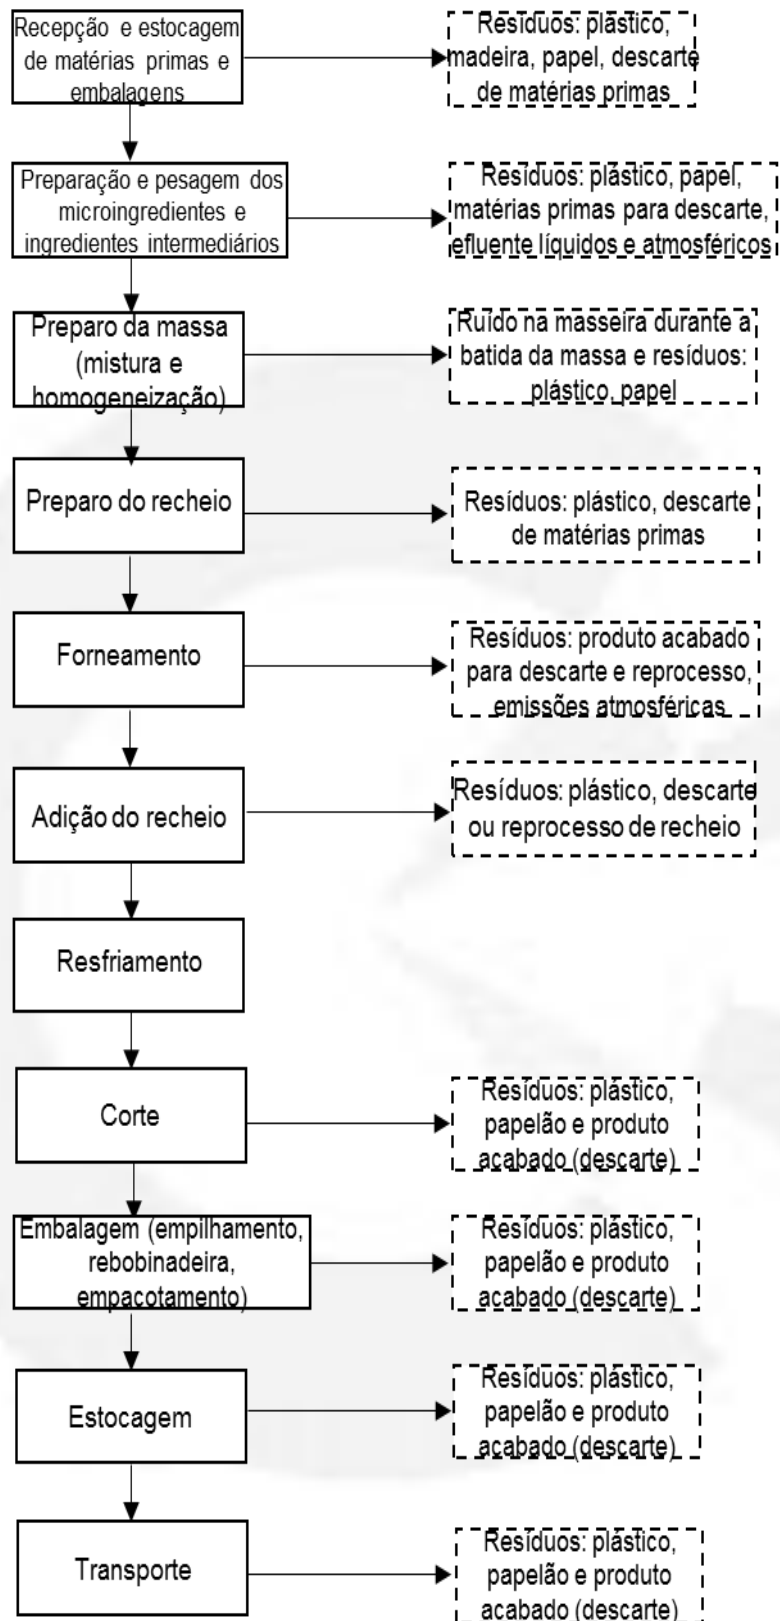 Recepção e estocagem
de matérias primas e
embalagens
Resíduos: plástico,
madeira, papel, descarte
de matérias primas
Preparação e pesagem dos
microingredientes e
ingredientes intermediários
Resíduos: plástico, papel,
matérias primas para descarte,
efluente líquidos e atmosféricos
Preparo da massa
(mistura e
homogeneização)
Ruído na masseira durante a
batida da massa e resíduos:
plástico, papel
Preparo do recheio
Resíduos: plástico, descarte
de matérias primas
Forneamento
Resíduos: produto acabado
para descarte e reprocesso,
emissões atmosféricas
Adição do recheio
Resíduos: plástico, descarte
ou reprocesso de recheio
Resfriamento
Corte
Resíduos: plástico,
papelão e produto
acabado (descarte)
Embalagem (empilhamento,
rebobinadeira,
empacotamento)
Resíduos: plástico,
papelão e produto
acabado (descarte)
Estocagem
Resíduos: plástico,
papelão e produto
acabado (descarte)
Transporte
Resíduos: plástico,
papelão e produto
acabado (descarte)